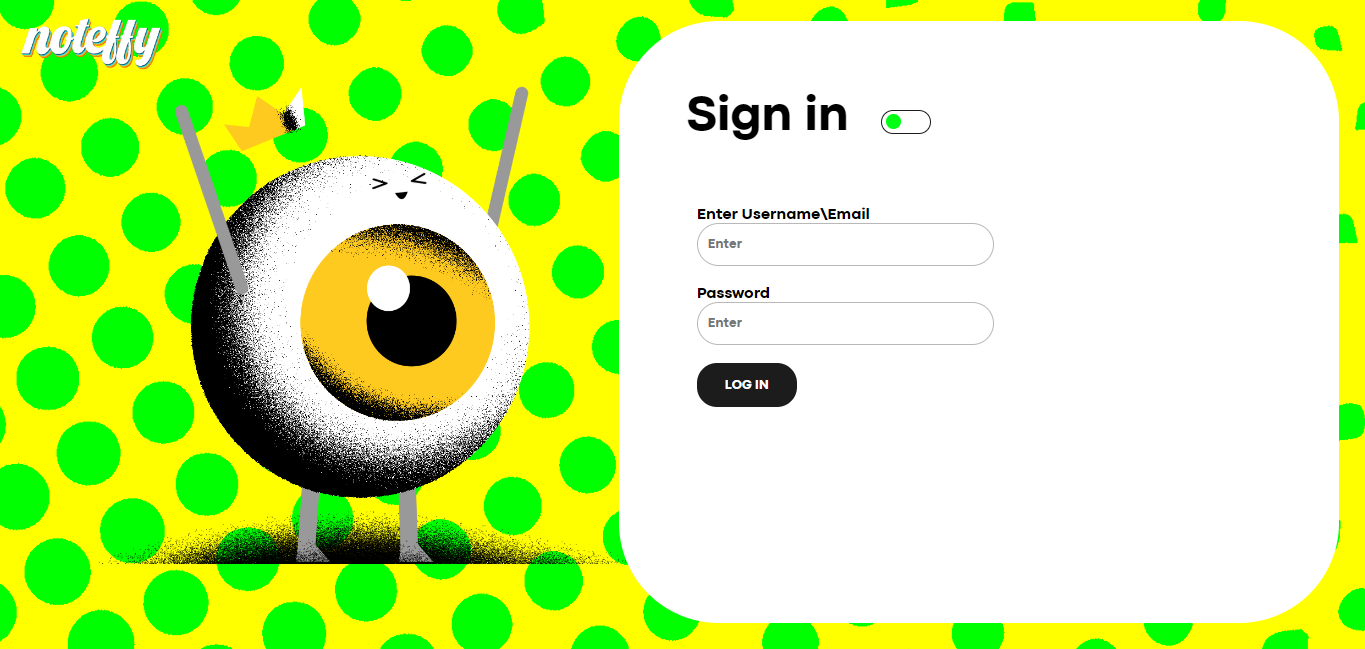 noteffy
Sign in
Enter Username\Email
Enter
Password
Enter
LOG IN